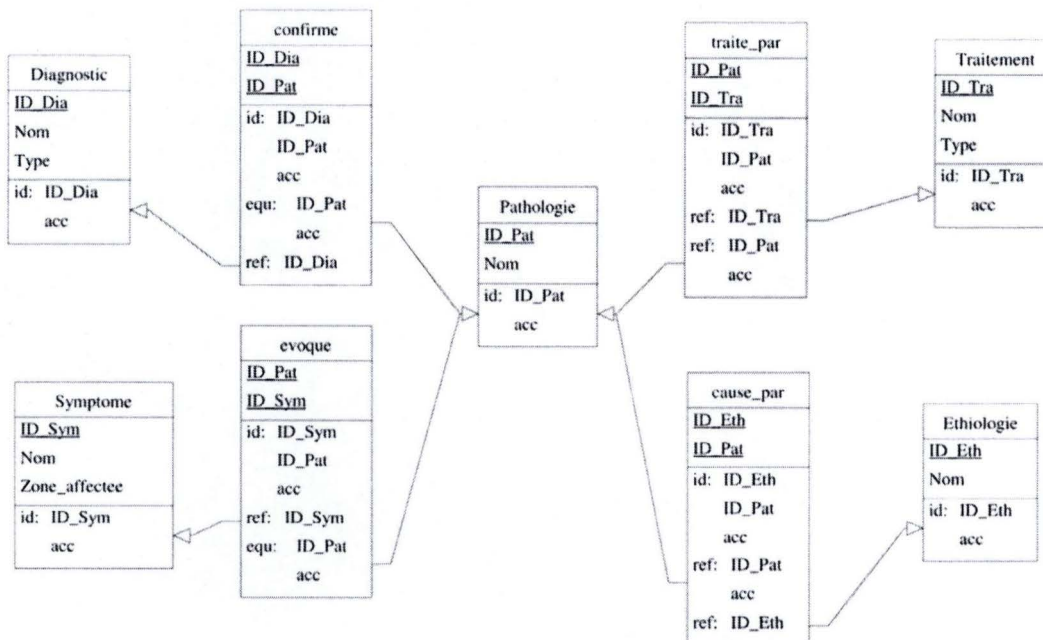 Diagnostic
ID_Dia
Nom
Type
id: ID_Dia
acc
confirme
ID_Dia
ID_Pat
id: ID_Dia
ID_Pat
acc
equ: ID_Pat
acc
ref: ID_Dia
Symptome
ID_Sym
Nom
Zone_affectee
id: ID_Sym
acc
evoque
ID_Pat
ID_Sym
id: ID_Sym
ID_Pat
acc
ref: ID_Sym
equ: ID_Pat
acc
Pathologie
ID_Pat
Nom
id: ID_Pat
acc
traite_par
ID_Pat
ID_Tra
id: ID_Tra
ID_Pat
acc
ref: ID_Tra
ref: ID_Pat
acc
Traitement
ID_Tra
Nom
Type
id: ID_Tra
acc
cause_par
ID_Eth
ID_Pat
id: ID_Eth
ID_Pat
acc
ref: ID_Pat
acc
ref: ID_Eth
Ethiologie
ID_Eth
Nom
id: ID_Eth
acc